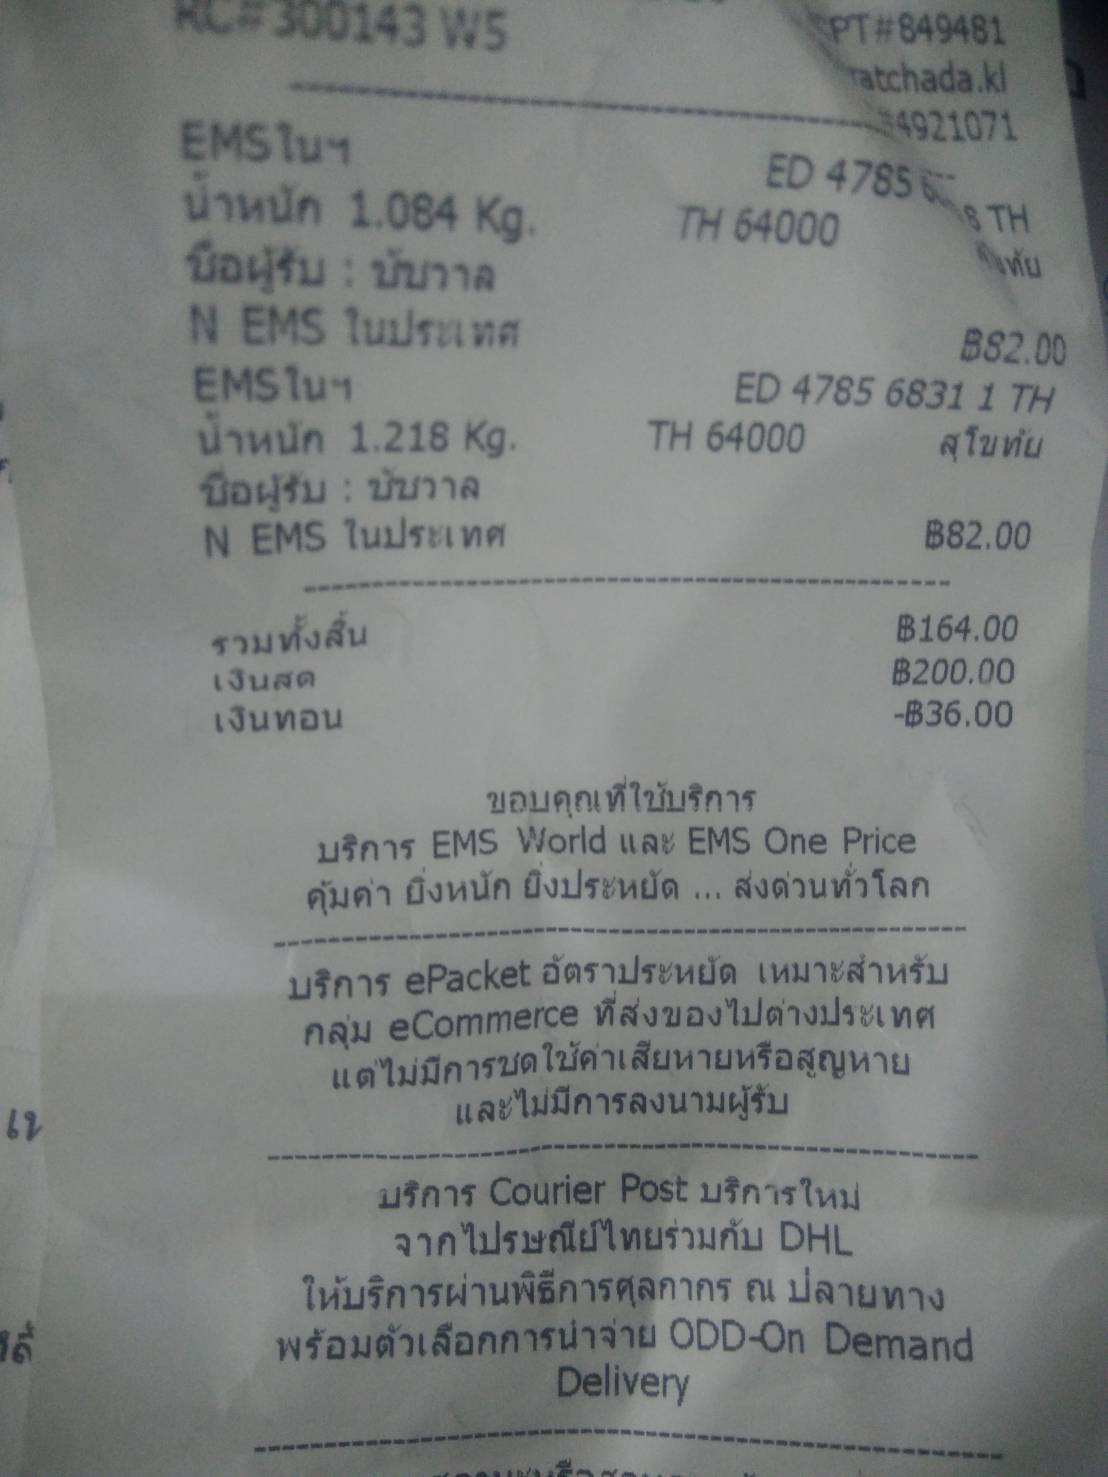 RC#300143 W5
PT#849481
atchada.kl
#4921071
EMSในฯ ED 4785 8 TH
น้ำหนัก 1.084 Kg. TH 64000
ชื่อผู้รับ : ชัชวาล
N EMS ในประเทศ ฿82.00
EMSในฯ ED 4785 6831 1 TH
น้ำหนัก 1.218 Kg. TH 64000 สุโขทัย
ชื่อผู้รับ : ชัชวาล
N EMS ในประเทศ ฿82.00
รวมทั้งสิ้น ฿164.00
เงินสด ฿200.00
เงินทอน -฿36.00
ขอบคุณที่ใช้บริการ
บริการ EMS World และ EMS One Price
คุ้มค่า ยิ่งหนัก ยิ่งประหยัด ... ส่งด่วนทั่วโลก
บริการ ePacket อัตราประหยัด เหมาะสำหรับ
กลุ่ม eCommerce ที่ส่งของไปต่างประเทศ
แต่ไม่มีการชดใช้ค่าเสียหายหรือสูญหาย
และไม่มีการลงนามผู้รับ
บริการ Courier Post บริการใหม่
จากไปรษณีย์ไทยร่วมกับ DHL
ให้บริการผ่านพิธีการศุลกากร ณ ปลายทาง
พร้อมตัวเลือกการนำจ่าย ODD-On Demand
Delivery